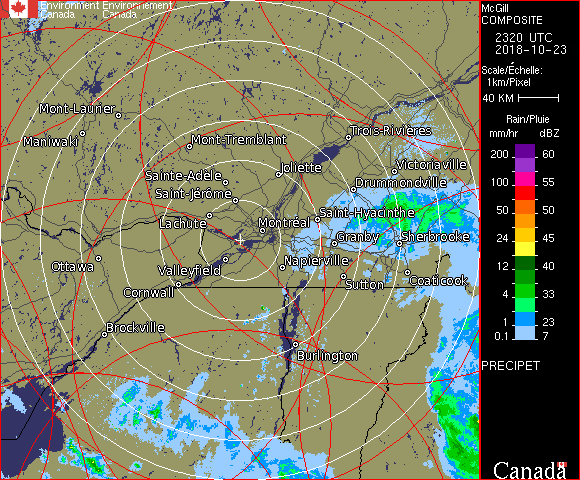 Environment Environnement
Canada Canada
McGill
COMPOSITE
2320 UTC
2018-10-23
Scale/Échelle:
1km/Pixel
40 KM
Rain/Pluie
mm/hr dBZ
200 60
100 55
50 50
24 45
12 40
4 33
1 23
0.1 7
PRECIPET
Canada
Mont-Laurier
Maniwaki
Mont-Tremblant
Trois-Rivières
Sainte-Adèle
Joliette
Victoriaville
Saint-Jérôme
Drummondville
Lachute
Montréal
Saint-Hyacinthe
Granby
Sherbrooke
Ottawa
Valleyfield
Napierville
Cornwall
Sutton
Coaticook
Brockville
Burlington